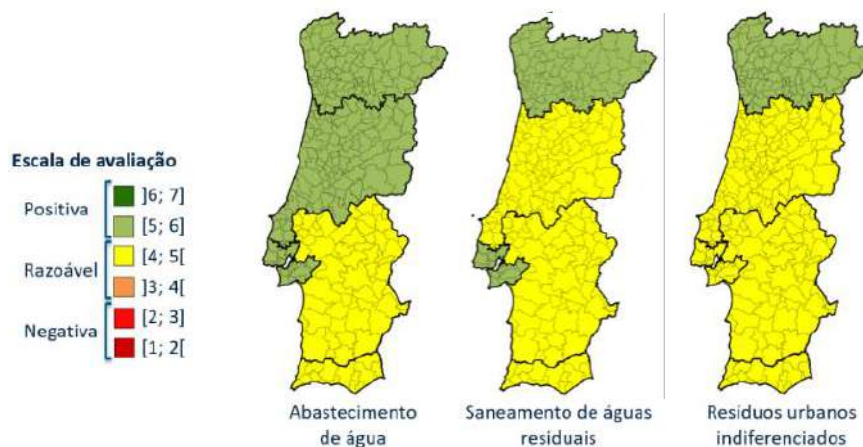 Escala de avaliação
Positiva
]6; 7]
[5; 6]
Razoável
[4; 5[
]3; 4[
Negativa
[2; 3]
[1; 2[
Abastecimento
de água
Saneamento de águas
residuais
Resíduos urbanos
indiferenciados